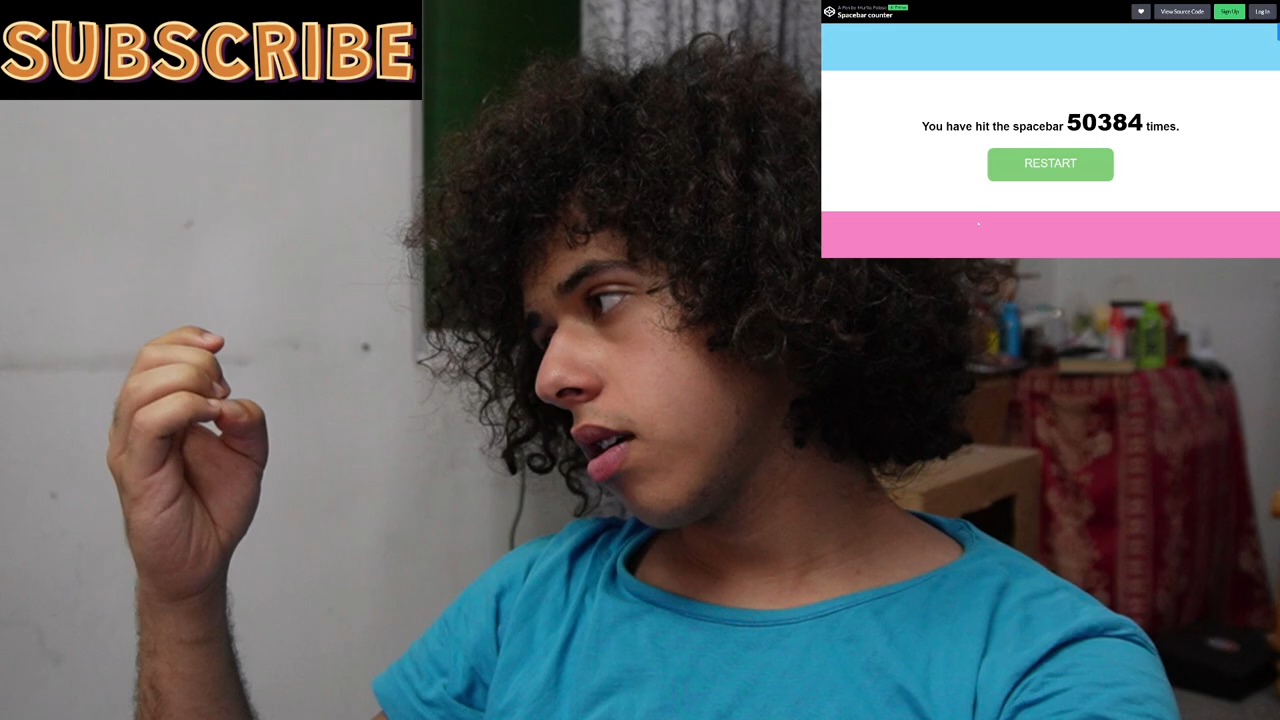 SUBSCRIBE
Spacebar counter
View Source Code
Sign Up
Log In
You have hit the spacebar 50384 times.
RESTART